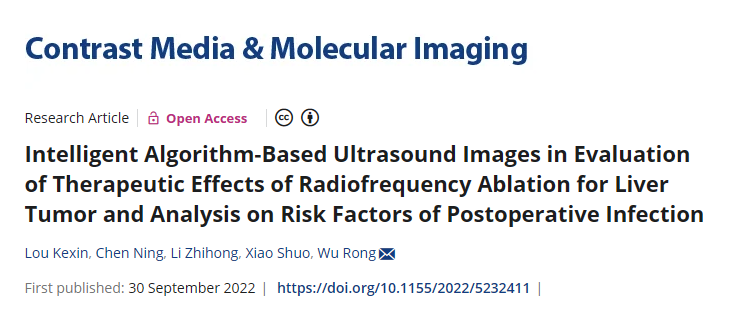 Contrast Media & Molecular Imaging
Research Article | Open Access | cc
Intelligent Algorithm-Based Ultrasound Images in Evaluation
of Therapeutic Effects of Radiofrequency Ablation for Liver
Tumor and Analysis on Risk Factors of Postoperative Infection
Lou Kexin, Chen Ning, Li Zhihong, Xiao Shuo, Wu Rong
First published: 30 September 2022 | https://doi.org/10.1155/2022/5232411 |